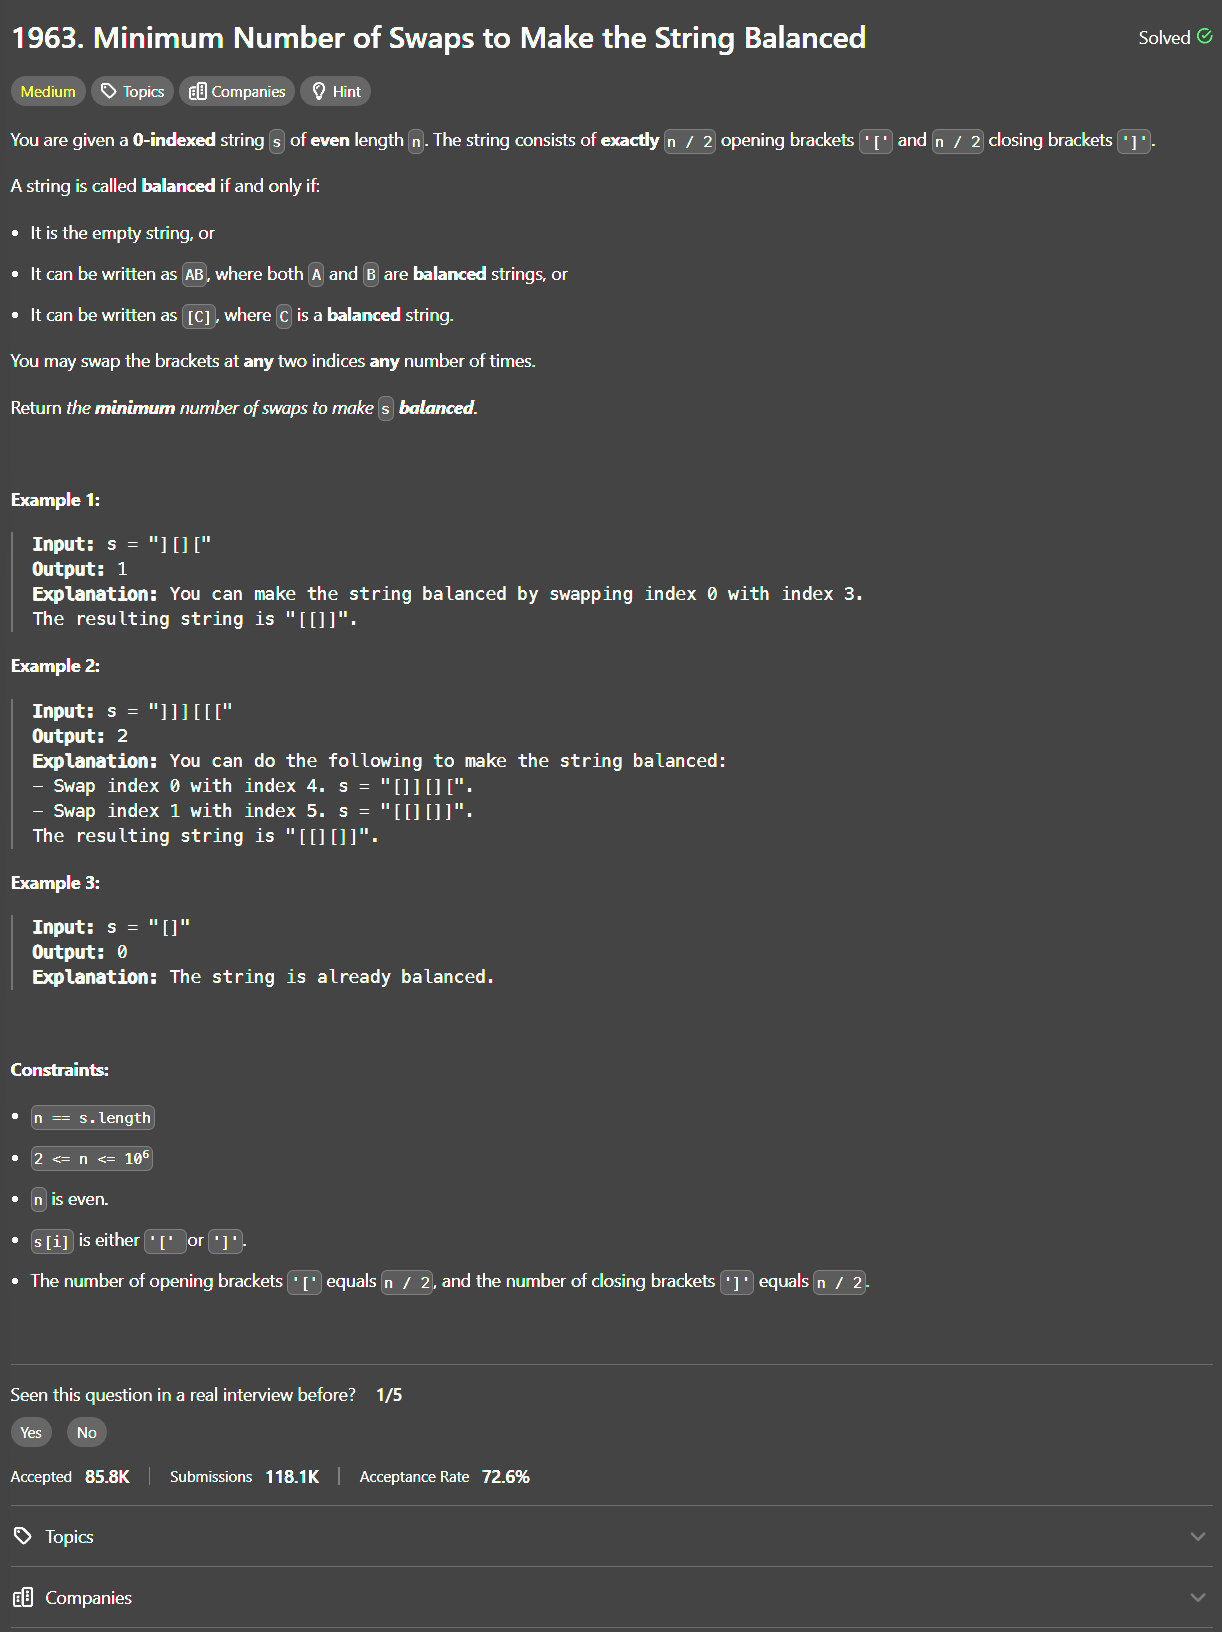 1963. Minimum Number of Swaps to Make the String Balanced
Solved
Medium Topics Companies Hint
You are given a 0-indexed string s of even length n. The string consists of exactly n / 2 opening brackets '[' and n / 2 closing brackets ']'.
A string is called balanced if and only if:
• It is the empty string, or
• It can be written as AB, where both A and B are balanced strings, or
• It can be written as [C], where C is a balanced string.
You may swap the brackets at any two indices any number of times.
Return the minimum number of swaps to make s balanced.
Example 1:
Input: s = "][]["
Output: 1
Explanation: You can make the string balanced by swapping index 0 with index 3.
The resulting string is "[[]]".
Example 2:
Input: s = "]]][[["
Output: 2
Explanation: You can do the following to make the string balanced:
- Swap index 0 with index 4. s = "[]][][".
- Swap index 1 with index 5. s = "[[][]]".
The resulting string is "[[][]]".
Example 3:
Input: s = "[]"
Output: 0
Explanation: The string is already balanced.
Constraints:
• n == s.length
• 2 <= n <= 10⁶
• n is even.
• s[i] is either '[' or ']'.
• The number of opening brackets '[' equals n / 2, and the number of closing brackets ']' equals n / 2.
Seen this question in a real interview before? 1/5
Yes No
Accepted 85.8K | Submissions 118.1K | Acceptance Rate 72.6%
Topics
Companies